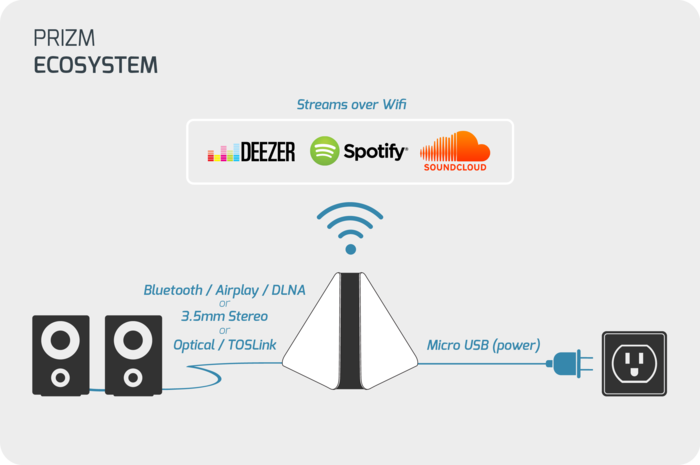 PRIZM
ECOSYSTEM
Streams over Wifi
DEEZER Spotify® SOUNDCLOUD
Bluetooth / Airplay / DLNA
or
3.5mm Stereo
or
Optical / TOSLink
Micro USB (power)